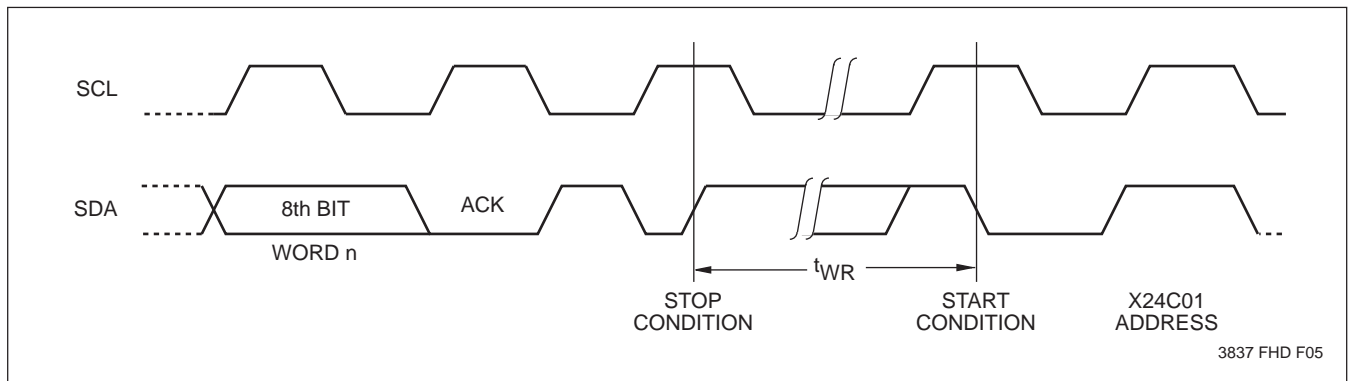 SCL
SDA
8th BIT
ACK
WORD n
tWR
STOP
CONDITION
START
CONDITION
X24C01
ADDRESS
3837 FHD F05